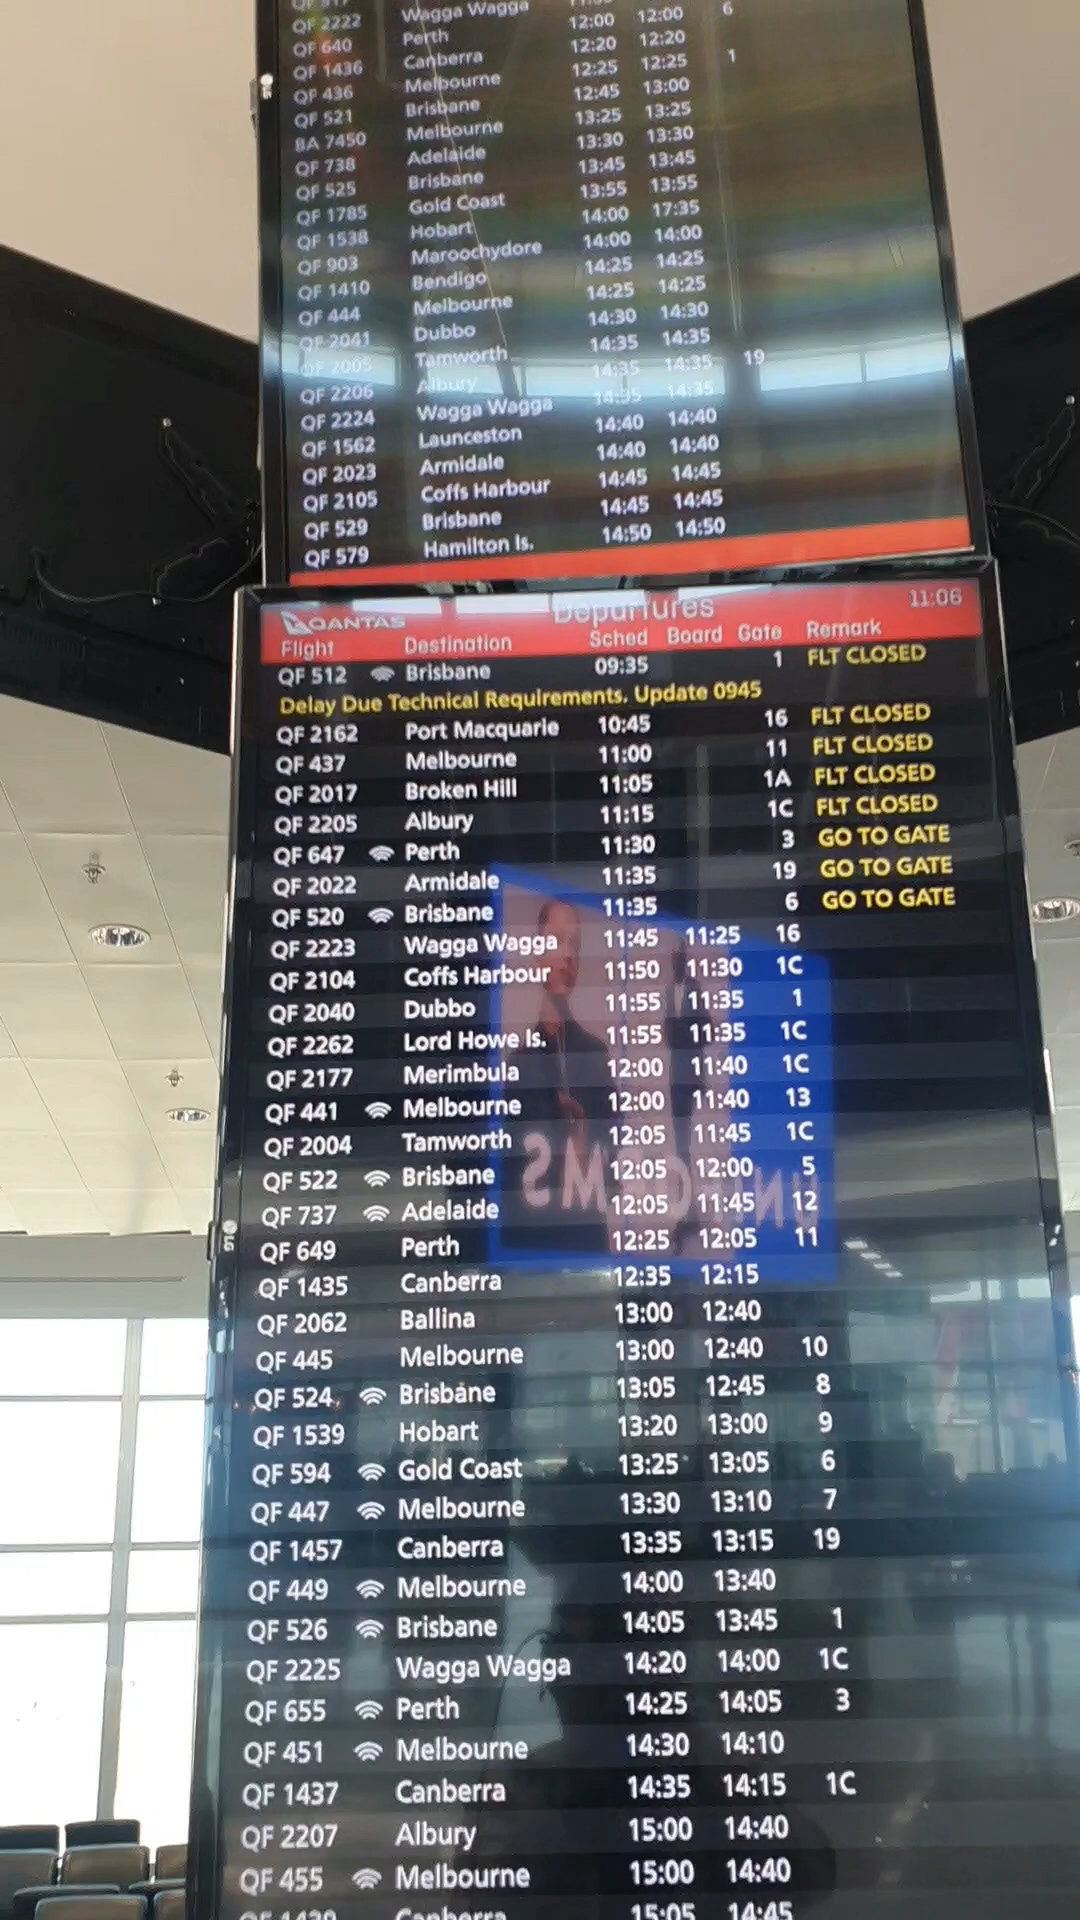 QF 2222 Wagga Wagga
QF 640 Perth 12:00 12:00 6
QF 1436 Canberra 12:20 12:20
QF 436 Melbourne 12:25 12:25 1
QF 521 Brisbane 12:45 13:00
BA 7450 Melbourne 13:25 13:25
QF 738 Adelaide 13:30 13:30
QF 525 Brisbane 13:45 13:45
QF 1785 Gold Coast 13:55 13:55
QF 1538 Hobart 14:00 17:35
QF 903 Maroochydore 14:00 14:00
QF 1410 Bendigo 14:25 14:25
QF 444 Melbourne 14:25 14:25
QF 2041 Dubbo 14:30 14:30
QF 2005 Tamworth 14:35 14:35
QF 2206 Albury 14:35 14:35 19
QF 2224 Wagga Wagga 14:35 14:35
QF 1562 Launceston 14:40 14:40
QF 2023 Armidale 14:40 14:40
QF 2105 Coffs Harbour 14:45 14:45
QF 529 Brisbane 14:45 14:45
QF 579 Hamilton Is. 14:50 14:50
QANTAS Departures 11:06
Flight Destination Sched Board Gate Remark
QF 512 Brisbane 09:35 1 FLT CLOSED
Delay Due Technical Requirements. Update 0945
QF 2162 Port Macquarie 10:45 16 FLT CLOSED
QF 437 Melbourne 11:00 11 FLT CLOSED
QF 2017 Broken Hill 11:05 1A FLT CLOSED
QF 2205 Albury 11:15 1C FLT CLOSED
QF 647 Perth 11:30 3 GO TO GATE
QF 2022 Armidale 11:35 19 GO TO GATE
QF 520 Brisbane 11:35 6 GO TO GATE
QF 2223 Wagga Wagga 11:45 11:25 16
QF 2104 Coffs Harbour 11:50 11:30 1C
QF 2040 Dubbo 11:55 11:35 1
QF 2262 Lord Howe Is. 11:55 11:35 1C
QF 2177 Merimbula 12:00 11:40 1C
QF 441 Melbourne 12:00 11:40 13
QF 2004 Tamworth 12:05 11:45 1C
QF 522 Brisbane 12:05 12:00 5
QF 737 Adelaide 12:05 11:45 12
QF 649 Perth 12:25 12:05 11
QF 1435 Canberra 12:35 12:15
QF 2062 Ballina 13:00 12:40
QF 445 Melbourne 13:00 12:40 10
QF 524 Brisbane 13:05 12:45 8
QF 1539 Hobart 13:20 13:00 9
QF 594 Gold Coast 13:25 13:05 6
QF 447 Melbourne 13:30 13:10 7
QF 1457 Canberra 13:35 13:15 19
QF 449 Melbourne 14:00 13:40
QF 526 Brisbane 14:05 13:45 1
QF 2225 Wagga Wagga 14:20 14:00 1C
QF 655 Perth 14:25 14:05 3
QF 451 Melbourne 14:30 14:10
QF 1437 Canberra 14:35 14:15 1C
QF 2207 Albury 15:00 14:40
QF 455 Melbourne 15:00 14:40
QF 1439 Canberra 15:05 14:45
LG